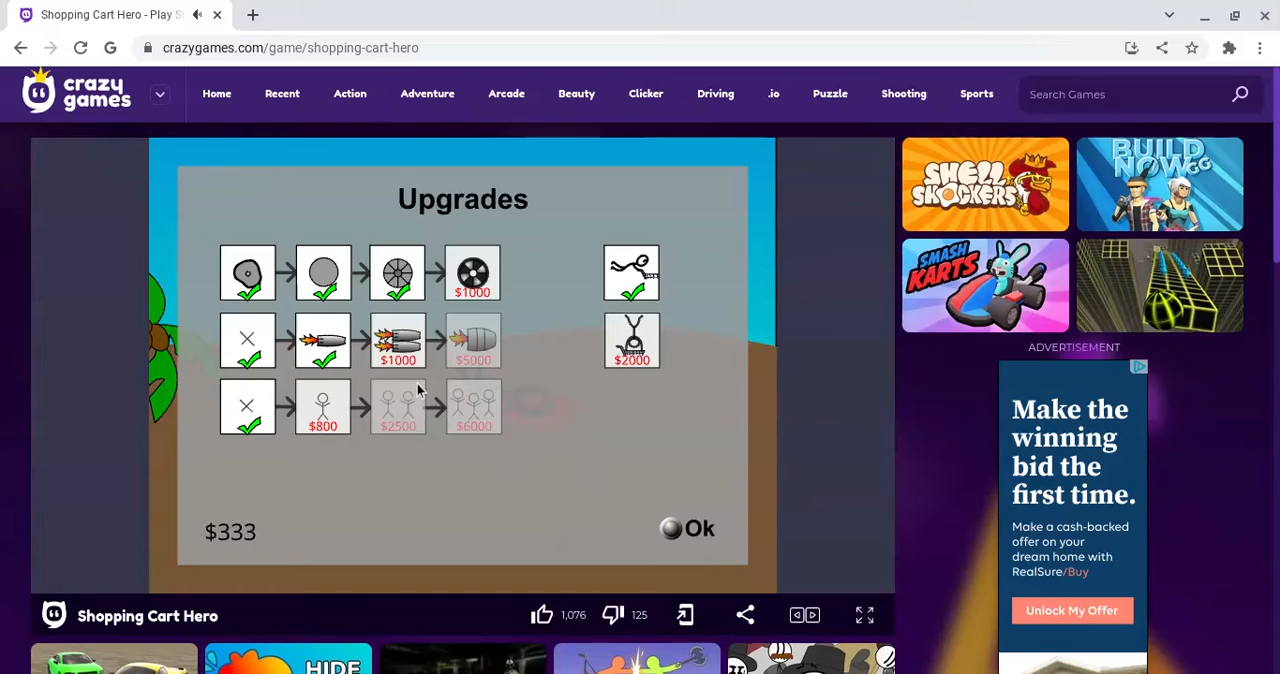 Shopping Cart Hero - Play S
crazygames.com/game/shopping-cart-hero
crazy games
Home Recent Action Adventure Arcade Beauty Clicker Driving .io Puzzle Shooting Sports
Search Games
Upgrades
$1000
$1000 $5000 $2000
$800 $2500 $6000
$333
Ok
SHELL SHOCKERS
BUILD NOW GG
SMASH KARTS
ADVERTISEMENT
Make the
winning
bid the
first time.
Make a cash-backed
offer on your
dream home with
RealSure/Buy
Unlock My Offer
Shopping Cart Hero
1,076
125
HIDE